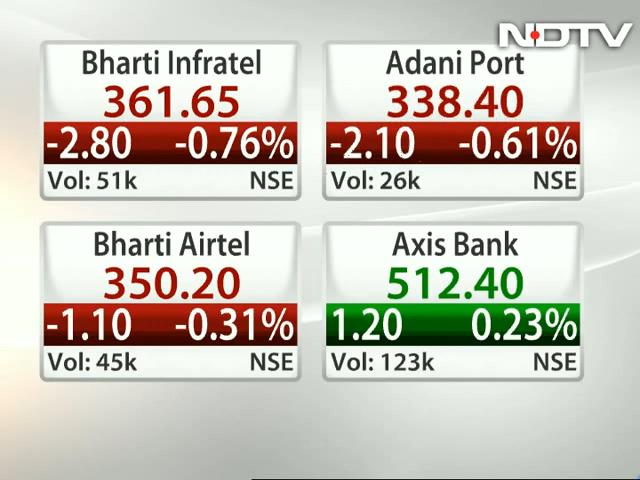 NDTV
Bharti Infratel
361.65
-2.80 -0.76%
Vol: 51k NSE
Adani Port
338.40
-2.10 -0.61%
Vol: 26k NSE
Bharti Airtel
350.20
-1.10 -0.31%
Vol: 45k NSE
Axis Bank
512.40
1.20 0.23%
Vol: 123k NSE